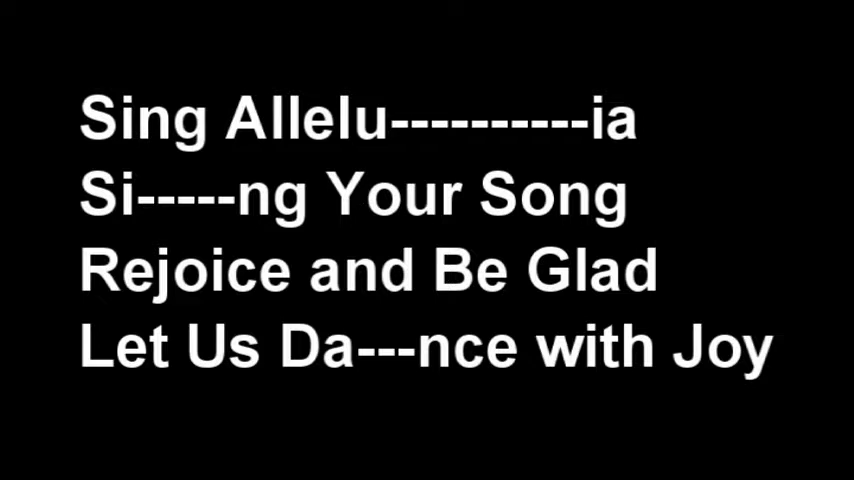 Sing Allelu----------ia
Si-----ng Your Song
Rejoice and Be Glad
Let Us Da---nce with Joy